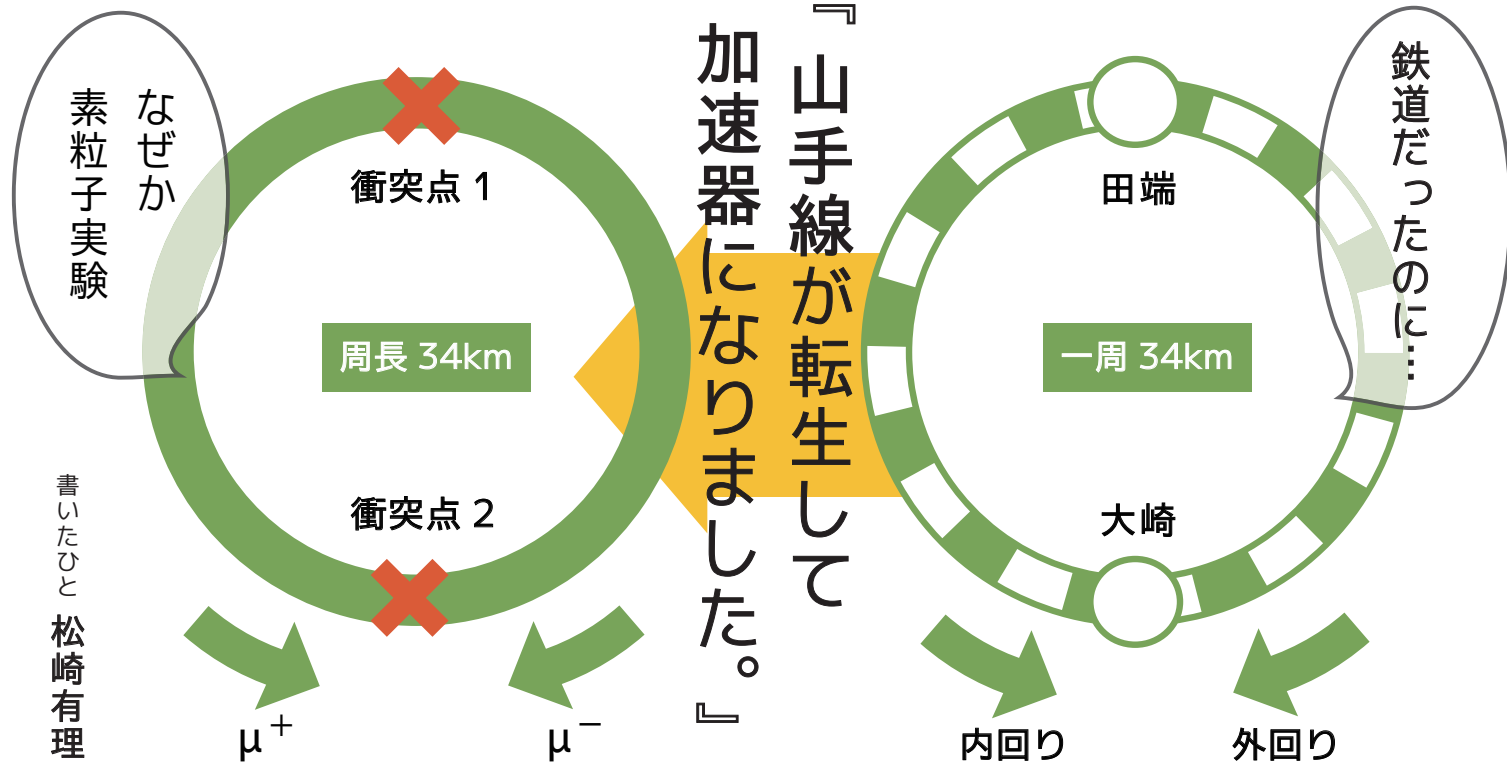 鉄道だったのに…
田端
一周 34km
大崎
内回り
外回り
『山手線が転生して
加速器になりました。』
なぜか
素粒子実験
衝突点 1
周長 34km
衝突点 2
μ⁺
μ⁻
書いたひと 松崎有理